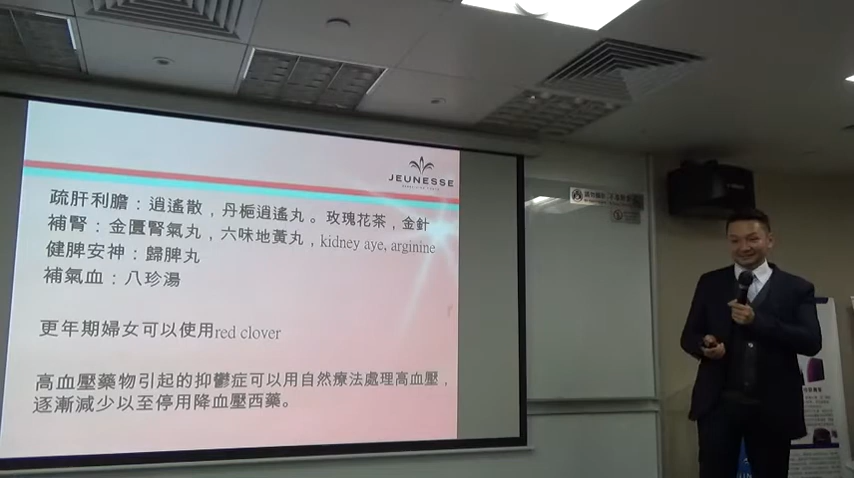 JEUNESSE
疏肝利膽：逍遙散，丹梔逍遙丸。玫瑰花茶，金針
補腎：金匱腎氣丸，六味地黃丸，kidney aye, arginine
健脾安神：歸脾丸
補氣血：八珍湯
更年期婦女可以使用red clover
高血壓藥物引起的抑鬱症可以用自然療法處理高血壓，
逐漸減少以至停用降血壓西藥。